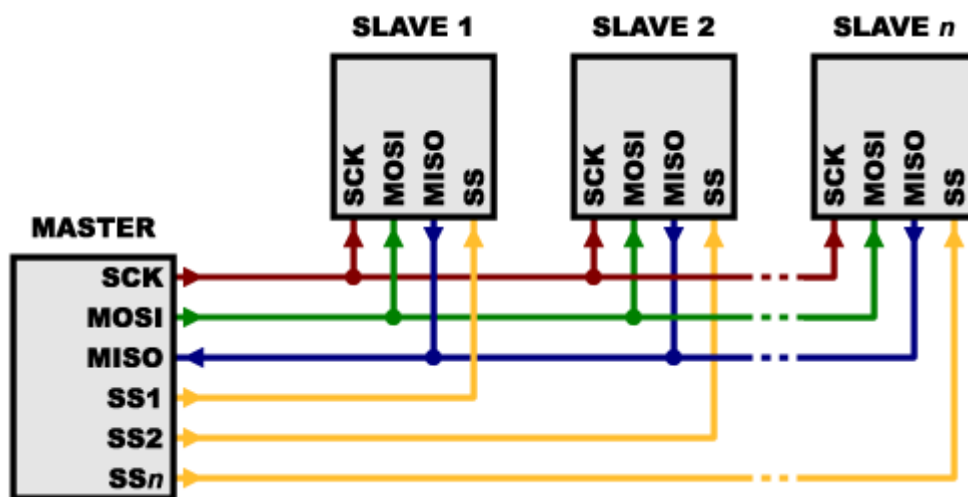 SLAVE 1
SLAVE 2
SLAVE n
SCK
MOSI
MISO
SS
SCK
MOSI
MISO
SS
SCK
MOSI
MISO
SS
MASTER
SCK
MOSI
MISO
SS1
SS2
SSn